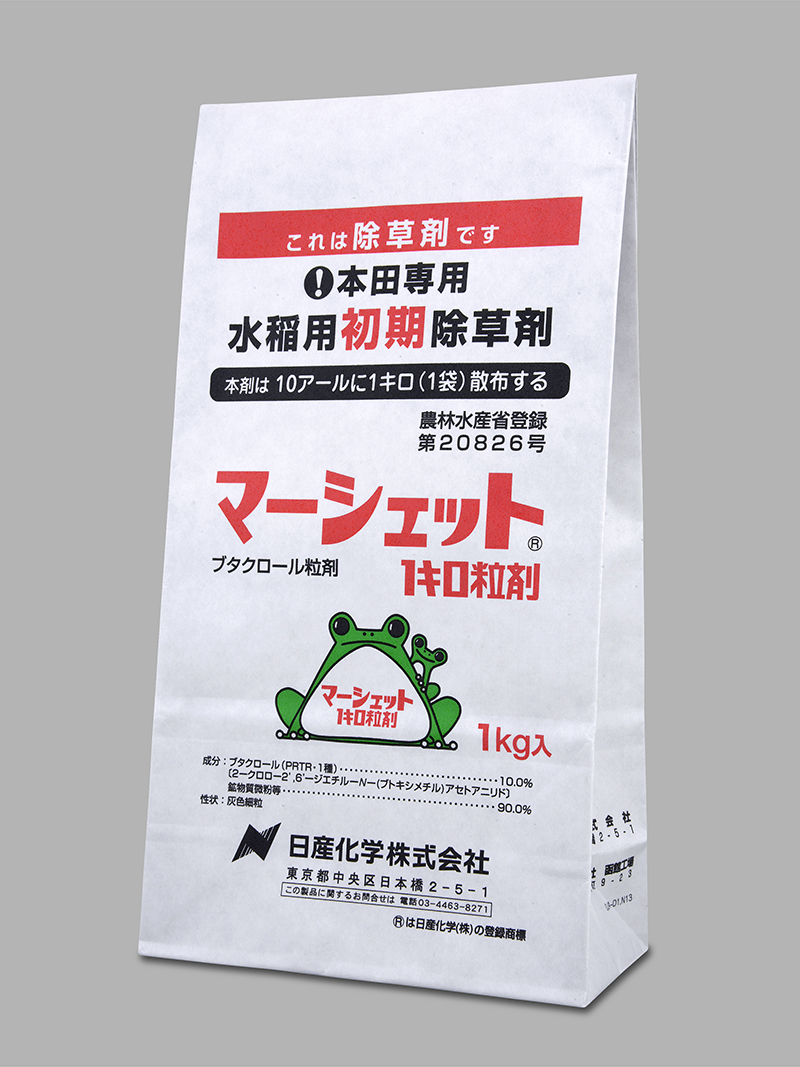 これは除草剤です
!本田専用
水稲用初期除草剤
本剤は10アールに1キロ(1袋)散布する
農林水産省登録
第20826号
マーシェット®
ブタクロール粒剤
1キロ粒剤
マーシェット
1キロ粒剤
1kg入
成分:ブタクロール(PRTR・1種)………10.0%
〔2-クロロ-2',6'-ジエチル-N-(ブトキシメチル)アセトアニリド〕
鉱物質微粉等………90.0%
性状:灰色細粒
日産化学株式会社
東京都中央区日本橋2-5-1
この製品に関するお問合せは 電話03-4463-8271
®は日産化学(株)の登録商標
式会社
2-5-1
9-23